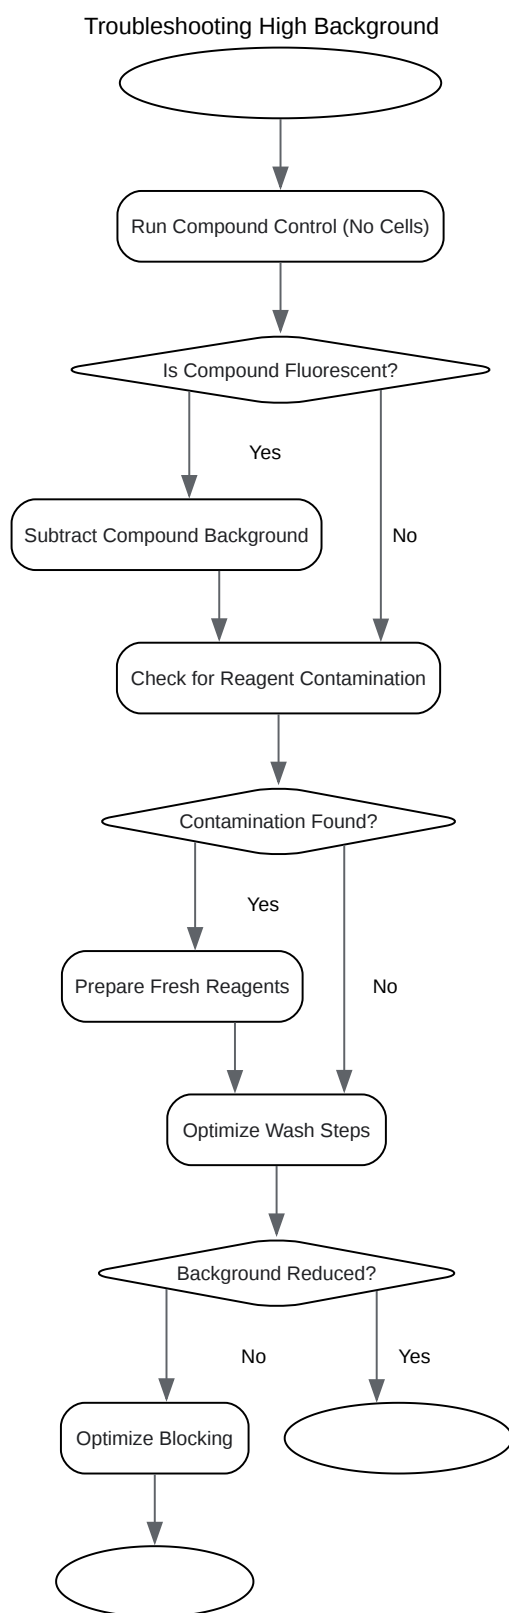 Troubleshooting High Background
Run Compound Control (No Cells)
Is Compound Fluorescent?
Yes
Subtract Compound Background
No
Check for Reagent Contamination
Contamination Found?
Yes
Prepare Fresh Reagents
No
Optimize Wash Steps
Background Reduced?
No
Yes
Optimize Blocking